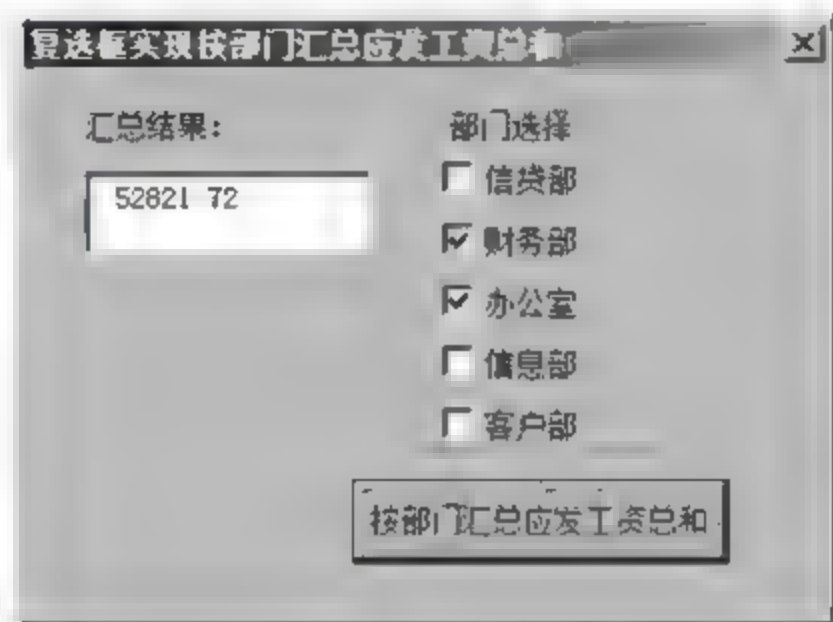 复选框实现按部门汇总应发工资总和
汇总结果:
52821 72
部门选择
信贷部
财务部
办公室
信息部
客户部
按部门汇总应发工资总和